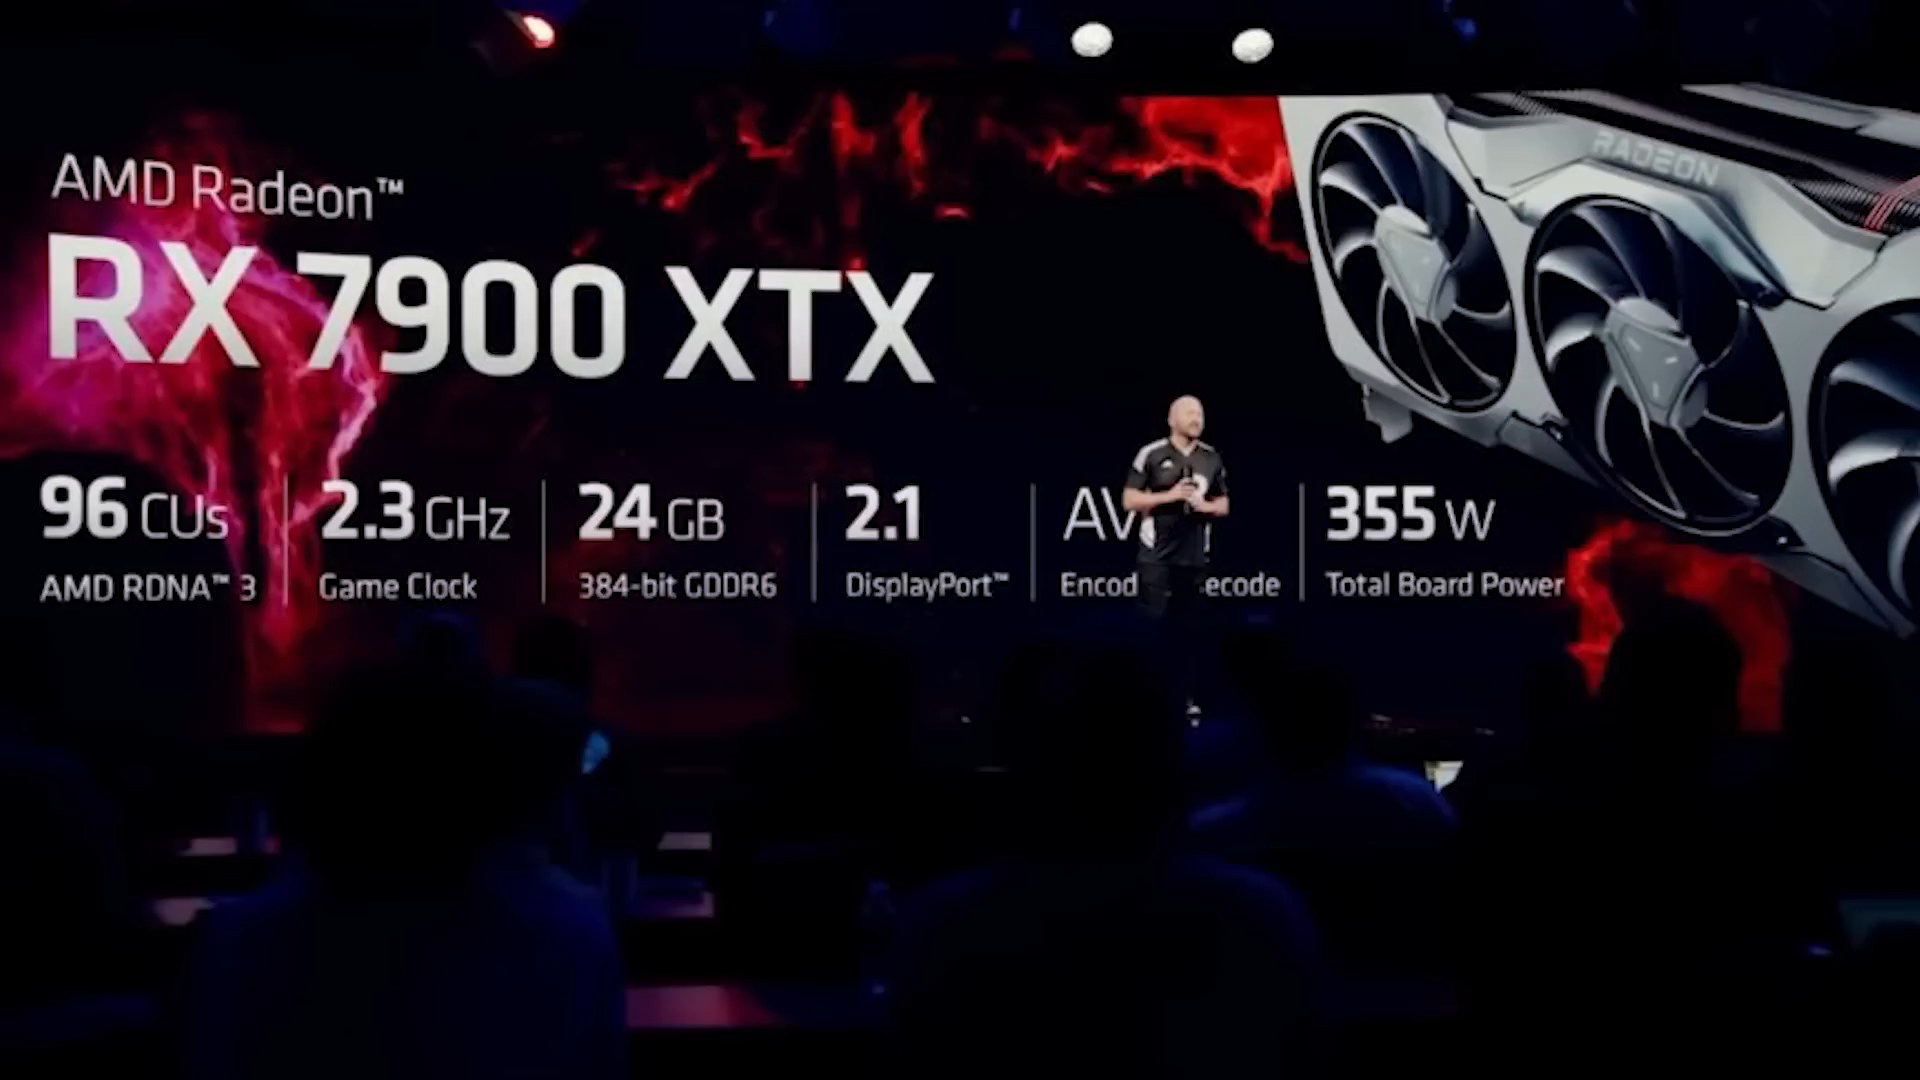 AMD Radeon™
RX 7900 XTX
RADEON
96 CUs
AMD RDNA™ 3
2.3 GHz
Game Clock
24 GB
384-bit GDDR6
2.1
DisplayPort™
355 W
Total Board Power